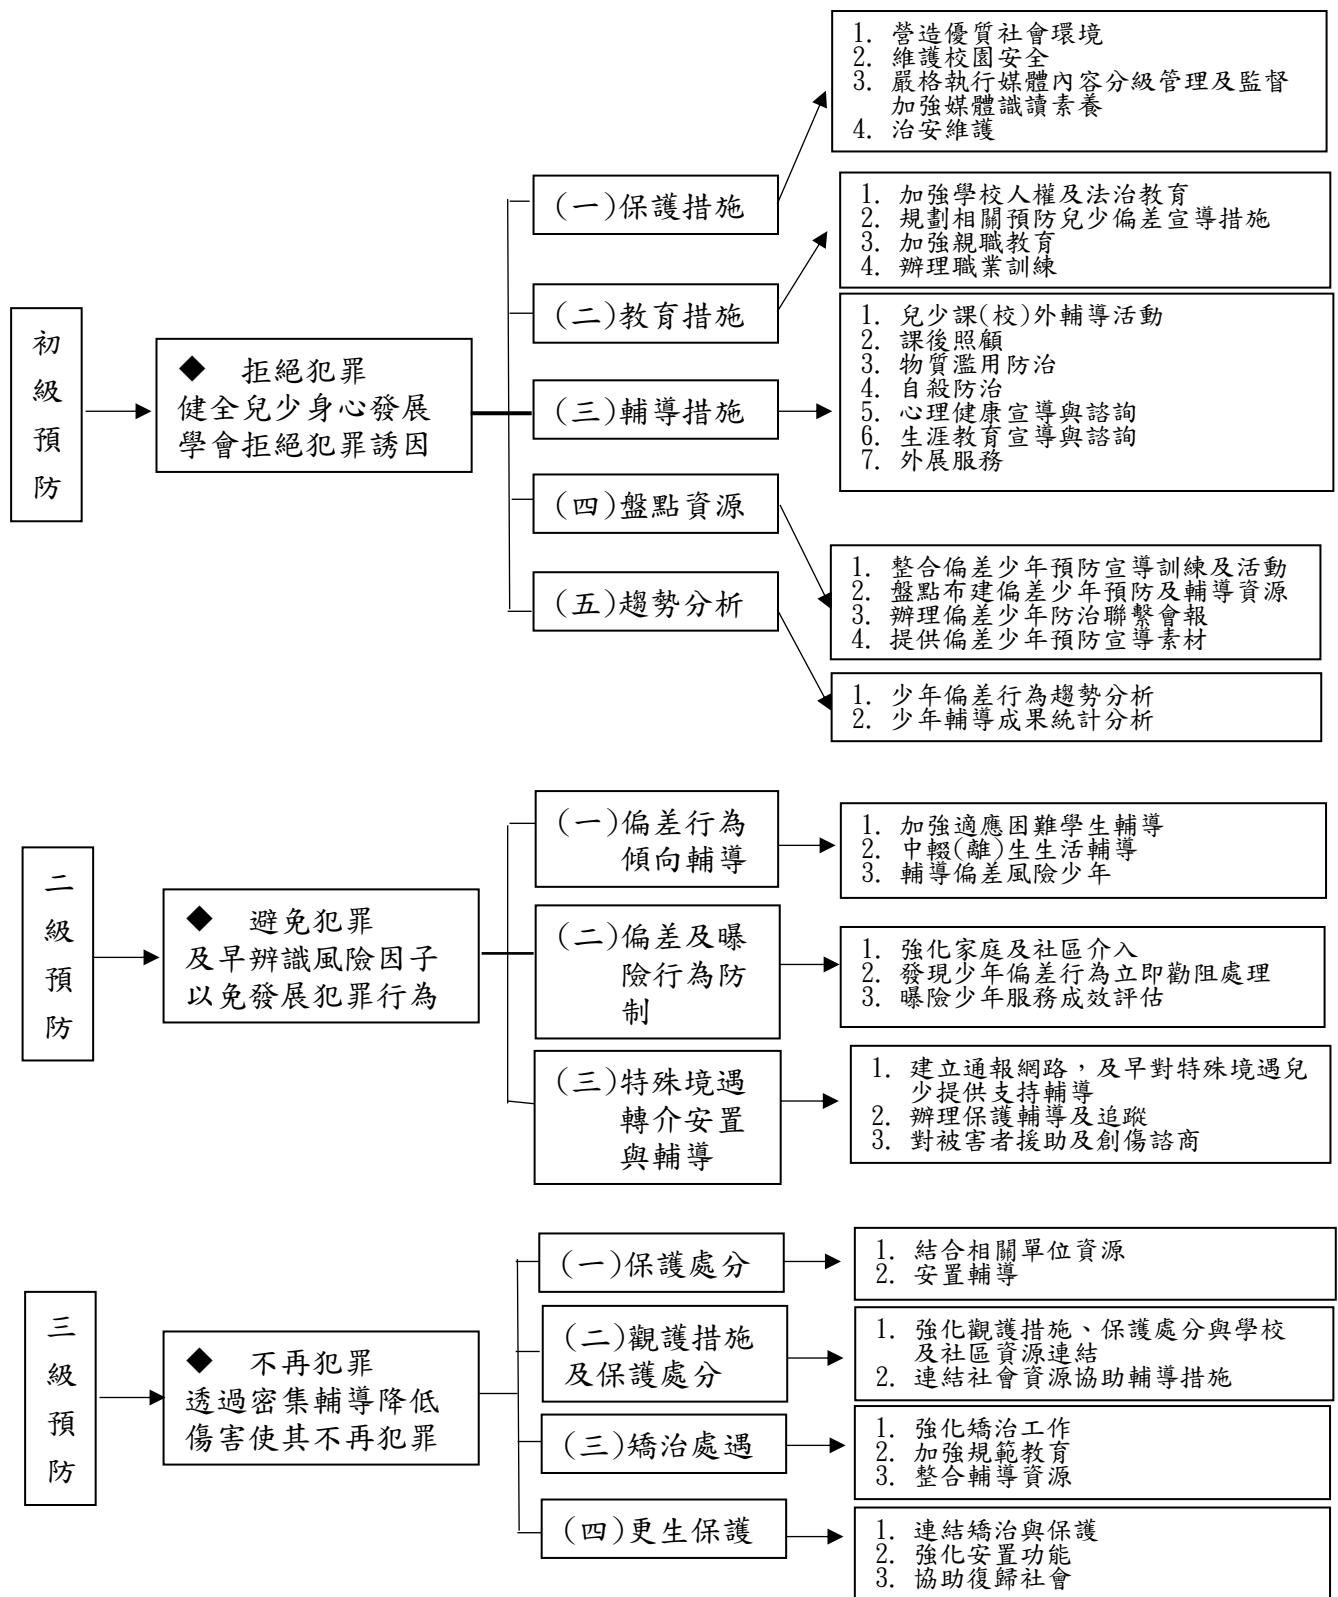 初
級
預
防
◆ 拒絕犯罪
健全兒少身心發展
學會拒絕犯罪誘因
(一)保護措施
1. 營造優質社會環境
2. 維護校園安全
3. 嚴格執行媒體內容分級管理及監督
加強媒體識讀素養
4. 治安維護
(二)教育措施
1. 加強學校人權及法治教育
2. 規劃相關預防兒少偏差宣導措施
3. 加強親職教育
4. 辦理職業訓練
(三)輔導措施
1. 兒少課(校)外輔導活動
2. 課後照顧
3. 物質濫用防治
4. 自殺防治
5. 心理健康宣導與諮詢
6. 生涯教育宣導與諮詢
7. 外展服務
(四)盤點資源
1. 整合偏差少年預防宣導訓練及活動
2. 盤點布建偏差少年預防及輔導資源
3. 辦理偏差少年防治聯繫會報
4. 提供偏差少年預防宣導素材
(五)趨勢分析
1. 少年偏差行為趨勢分析
2. 少年輔導成果統計分析
二
級
預
防
◆ 避免犯罪
及早辨識風險因子
以免發展犯罪行為
(一)偏差行為
傾向輔導
1. 加強適應困難學生輔導
2. 中輟(離)生生活輔導
3. 輔導偏差風險少年
(二)偏差及曝
險行為防
制
1. 強化家庭及社區介入
2. 發現少年偏差行為立即勸阻處理
3. 曝險少年服務成效評估
(三)特殊境遇
轉介安置
與輔導
1. 建立通報網路,及早對特殊境遇兒
少提供支持輔導
2. 辦理保護輔導及追蹤
3. 對被害者援助及創傷諮商
三
級
預
防
◆ 不再犯罪
透過密集輔導降低
傷害使其不再犯罪
(一)保護處分
1. 結合相關單位資源
2. 安置輔導
(二)觀護措施
及保護處分
1. 強化觀護措施、保護處分與學校
及社區資源連結
2. 連結社會資源協助輔導措施
(三)矯治處遇
1. 強化矯治工作
2. 加強規範教育
3. 整合輔導資源
(四)更生保護
1. 連結矯治與保護
2. 強化安置功能
3. 協助復歸社會